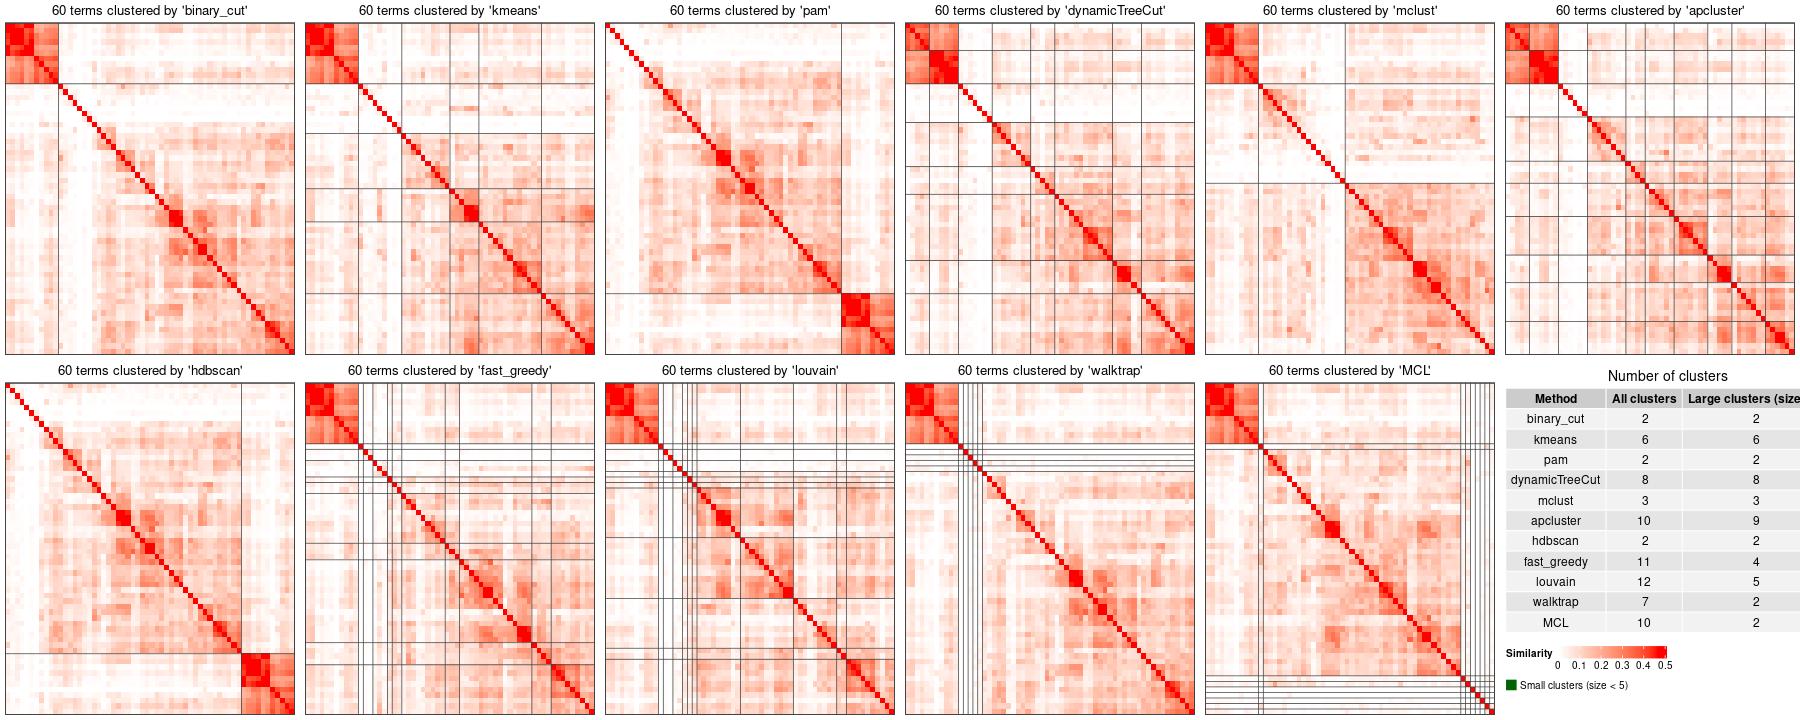 60 terms clustered by 'binary_cut'
60 terms clustered by 'kmeans'
60 terms clustered by 'pam'
60 terms clustered by 'dynamicTreeCut'
60 terms clustered by 'mclust'
60 terms clustered by 'apcluster'
60 terms clustered by 'hdbscan'
60 terms clustered by 'fast_greedy'
60 terms clustered by 'louvain'
60 terms clustered by 'walktrap'
60 terms clustered by 'MCL'
Number of clusters
Method All clusters Large clusters (size
binary_cut 2 2
kmeans 6 6
pam 2 2
dynamicTreeCut 8 8
mclust 3 3
apcluster 10 9
hdbscan 2 2
fast_greedy 11 4
louvain 12 5
walktrap 7 2
MCL 10 2
Similarity
0 0.1 0.2 0.3 0.4 0.5
Small clusters (size < 5)